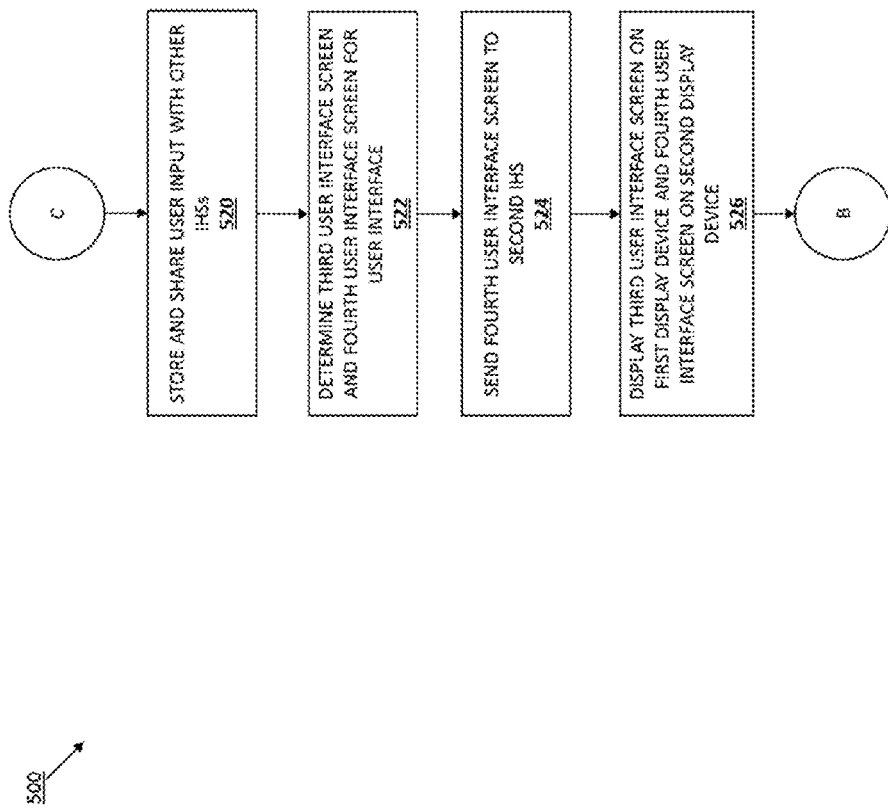 500
C
STORE AND SHARE USER INPUT WITH OTHER
IHSs
520
DETERMINE THIRD USER INTERFACE SCREEN
AND FOURTH USER INTERFACE SCREEN FOR
USER INTERFACE
522
SEND FOURTH USER INTERFACE SCREEN TO
SECOND IHS
524
DISPLAY THIRD USER INTERFACE SCREEN ON
FIRST DISPLAY DEVICE AND FOURTH USER
INTERFACE SCREEN ON SECOND DISPLAY
DEVICE
526
B